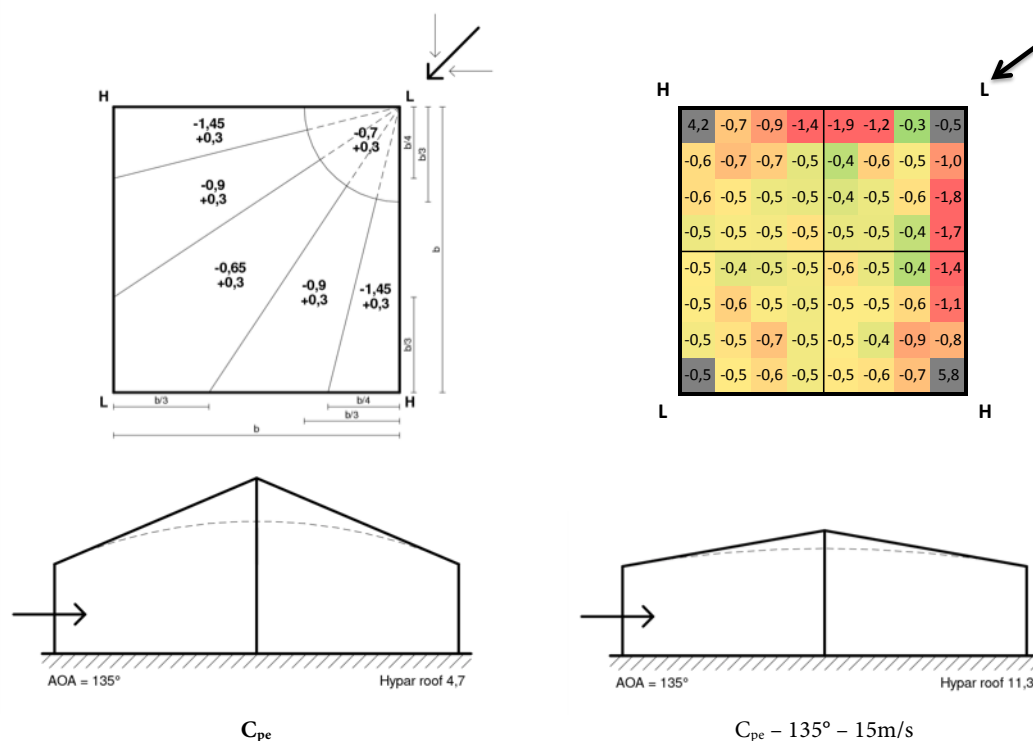 H
L
-1,45
+0,3
-0,7
+0,3
b/4
b/3
-0,9
+0,3
b
-0,65
+0,3
-0,9
+0,3
-1,45
+0,3
b/3
L
H
b/3
b/4
b/3
b
H
L
4,2 -0,7 -0,9 -1,4 -1,9 -1,2 -0,3 -0,5
-0,6 -0,7 -0,7 -0,5 -0,4 -0,6 -0,5 -1,0
-0,6 -0,5 -0,5 -0,5 -0,4 -0,5 -0,6 -1,8
-0,5 -0,5 -0,5 -0,5 -0,5 -0,5 -0,4 -1,7
-0,5 -0,4 -0,5 -0,5 -0,6 -0,5 -0,4 -1,4
-0,5 -0,6 -0,5 -0,5 -0,5 -0,5 -0,6 -1,1
-0,5 -0,5 -0,7 -0,5 -0,5 -0,4 -0,9 -0,8
-0,5 -0,5 -0,6 -0,5 -0,5 -0,6 -0,7 5,8
L
H
AOA = 135°
Hypar roof 4,7
AOA = 135°
Hypar roof 11,3
Cpe
Cpe – 135° – 15m/s